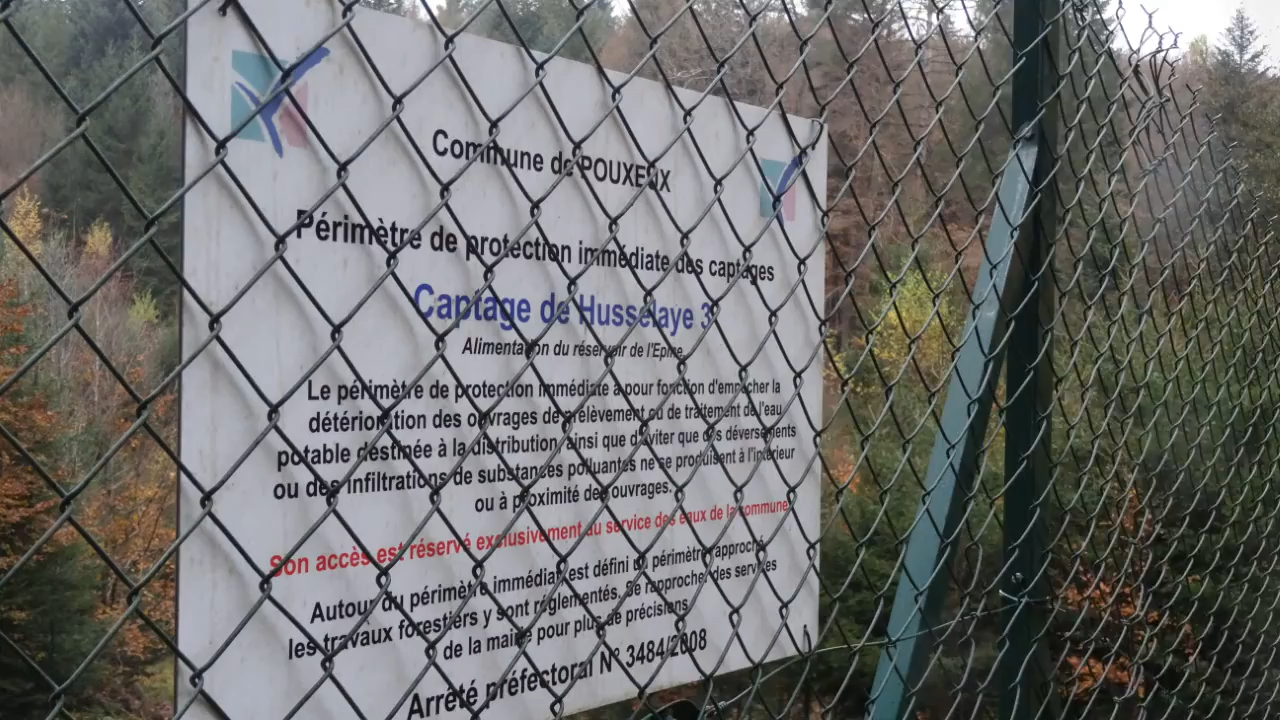 Commune de POUXEUX
Périmètre de protection immédiate des captages
Captage de Husselaye 3
Alimentation du réservoir de l'Epine
Le périmètre de protection immédiate a pour fonction d'empêcher la
détérioration des ouvrages de prélèvement ou de traitement de l'eau
potable destinée à la distribution, ainsi que d'éviter que des déversements
ou des infiltrations de substances polluantes ne se produisent à l'intérieur
ou à proximité des ouvrages.
Son accès est réservé exclusivement au service des eaux de la commune
Autour du périmètre immédiat est défini un périmètre rapproché,
les travaux forestiers y sont réglementés. Se rapprocher des services
de la mairie pour plus de précisions
Arrêté préfectoral N° 3484/2008